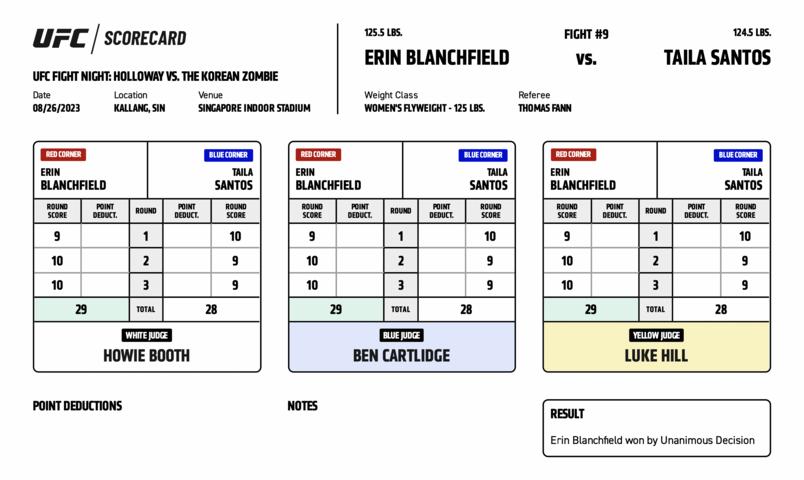 UFC / SCORECARD
UFC FIGHT NIGHT: HOLLOWAY VS. THE KOREAN ZOMBIE
Date Location Venue
08/26/2023 KALLANG, SIN SINGAPORE INDOOR STADIUM
125.5 LBS. FIGHT #9 124.5 LBS.
ERIN BLANCHFIELD VS. TAILA SANTOS
Weight Class Referee
WOMEN'S FLYWEIGHT - 125 LBS. THOMAS FANN
RED CORNER BLUE CORNER
ERIN TAILA
BLANCHFIELD SANTOS
ROUND POINT ROUND POINT ROUND
SCORE DEDUCT. DEDUCT. SCORE
9 1 10
10 2 9
10 3 9
29 TOTAL 28
WHITE JUDGE
HOWIE BOOTH
RED CORNER BLUE CORNER
ERIN TAILA
BLANCHFIELD SANTOS
ROUND POINT ROUND POINT ROUND
SCORE DEDUCT. DEDUCT. SCORE
9 1 10
10 2 9
10 3 9
29 TOTAL 28
BLUE JUDGE
BEN CARTLIDGE
RED CORNER BLUE CORNER
ERIN TAILA
BLANCHFIELD SANTOS
ROUND POINT ROUND POINT ROUND
SCORE DEDUCT. DEDUCT. SCORE
9 1 10
10 2 9
10 3 9
29 TOTAL 28
YELLOW JUDGE
LUKE HILL
POINT DEDUCTIONS
NOTES
RESULT
Erin Blanchfield won by Unanimous Decision